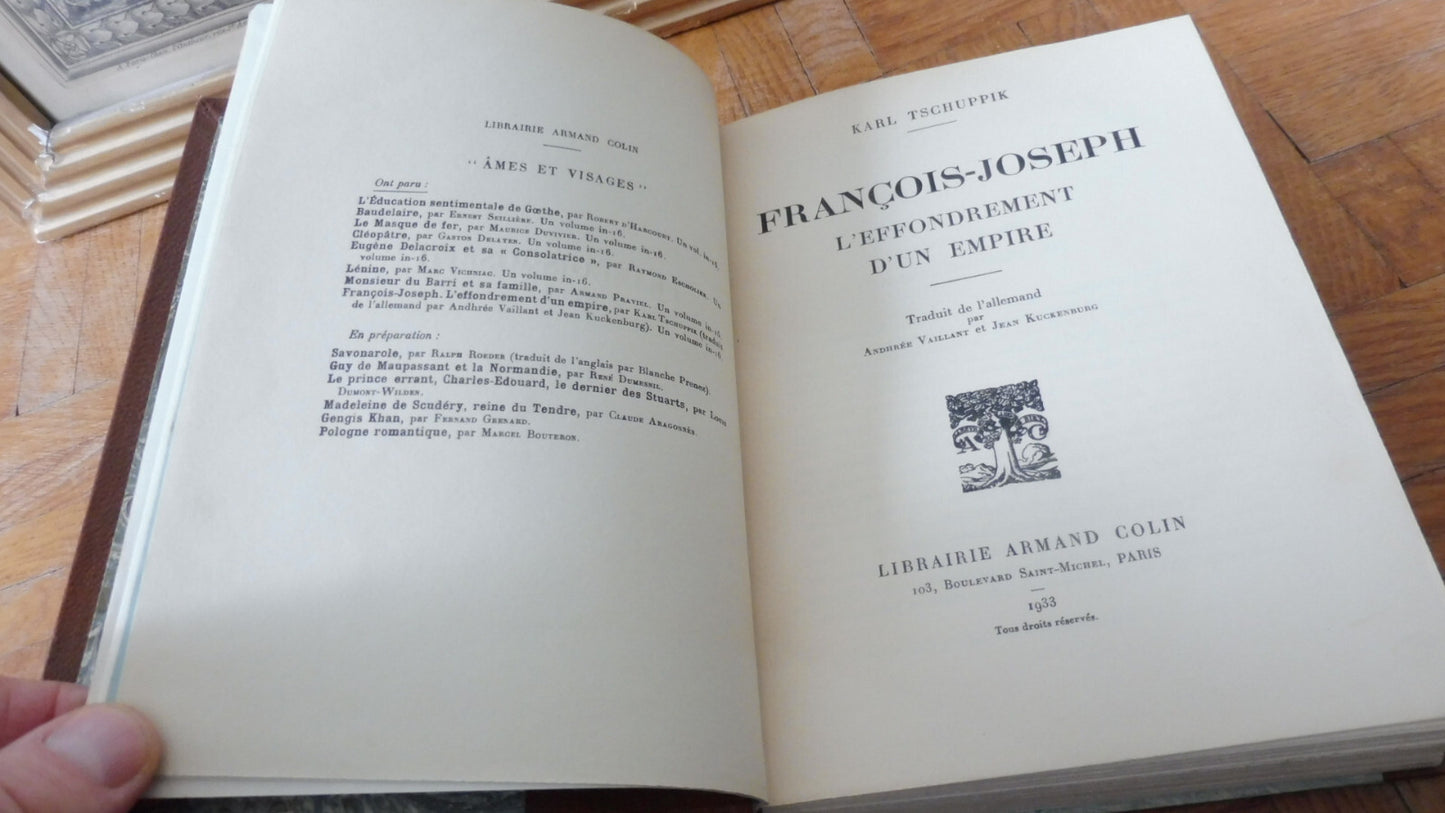 LIBRAIRIE ARMAND COLIN
" ÂMES ET VISAGES "
Ont paru :
L'Éducation sentimentale de Gœthe, par ROBERT D'HARCOURT. Un vol. in-16.
Baudelaire, par ERNEST SEILLIÈRE. Un volume in-16.
Le Masque de fer, par MAURICE DUVIVIER. Un volume in-16.
Cléopâtre, par GASTON DELAYEN. Un volume in-16.
Eugène Delacroix et sa « Consolatrice », par RAYMOND ESCHOLIER. Un
volume in-16.
Lénine, par MARC VICHNIAC. Un volume in-16.
Monsieur du Barri et sa famille, par ARMAND PRAVIEL. Un volume in-16.
François-Joseph. L'effondrement d'un empire, par KARL TSCHUPPIK (traduit
de l'allemand par Andhrée Vaillant et Jean Kuckenburg). Un volume in-16.
En préparation :
Savonarole, par RALPH ROEDER (traduit de l'anglais par Blanche Prenez).
Guy de Maupassant et la Normandie, par RENÉ DUMESNIL.
Le prince errant, Charles-Edouard, le dernier des Stuarts, par LOUIS
DUMONT-WILDEN.
Madeleine de Scudéry, reine du Tendre, par CLAUDE ARAGONNÈS.
Gengis Khan, par FERNAND GRENARD.
Pologne romantique, par MARCEL BOUTERON.
KARL TSCHUPPIK
FRANÇOIS-JOSEPH
L'EFFONDREMENT
D'UN EMPIRE
Traduit de l'allemand
par
ANDHRÉE VAILLANT et JEAN KUCKENBURG
A C
LIBRAIRIE ARMAND COLIN
103, BOULEVARD SAINT-MICHEL, PARIS
1933
Tous droits réservés.